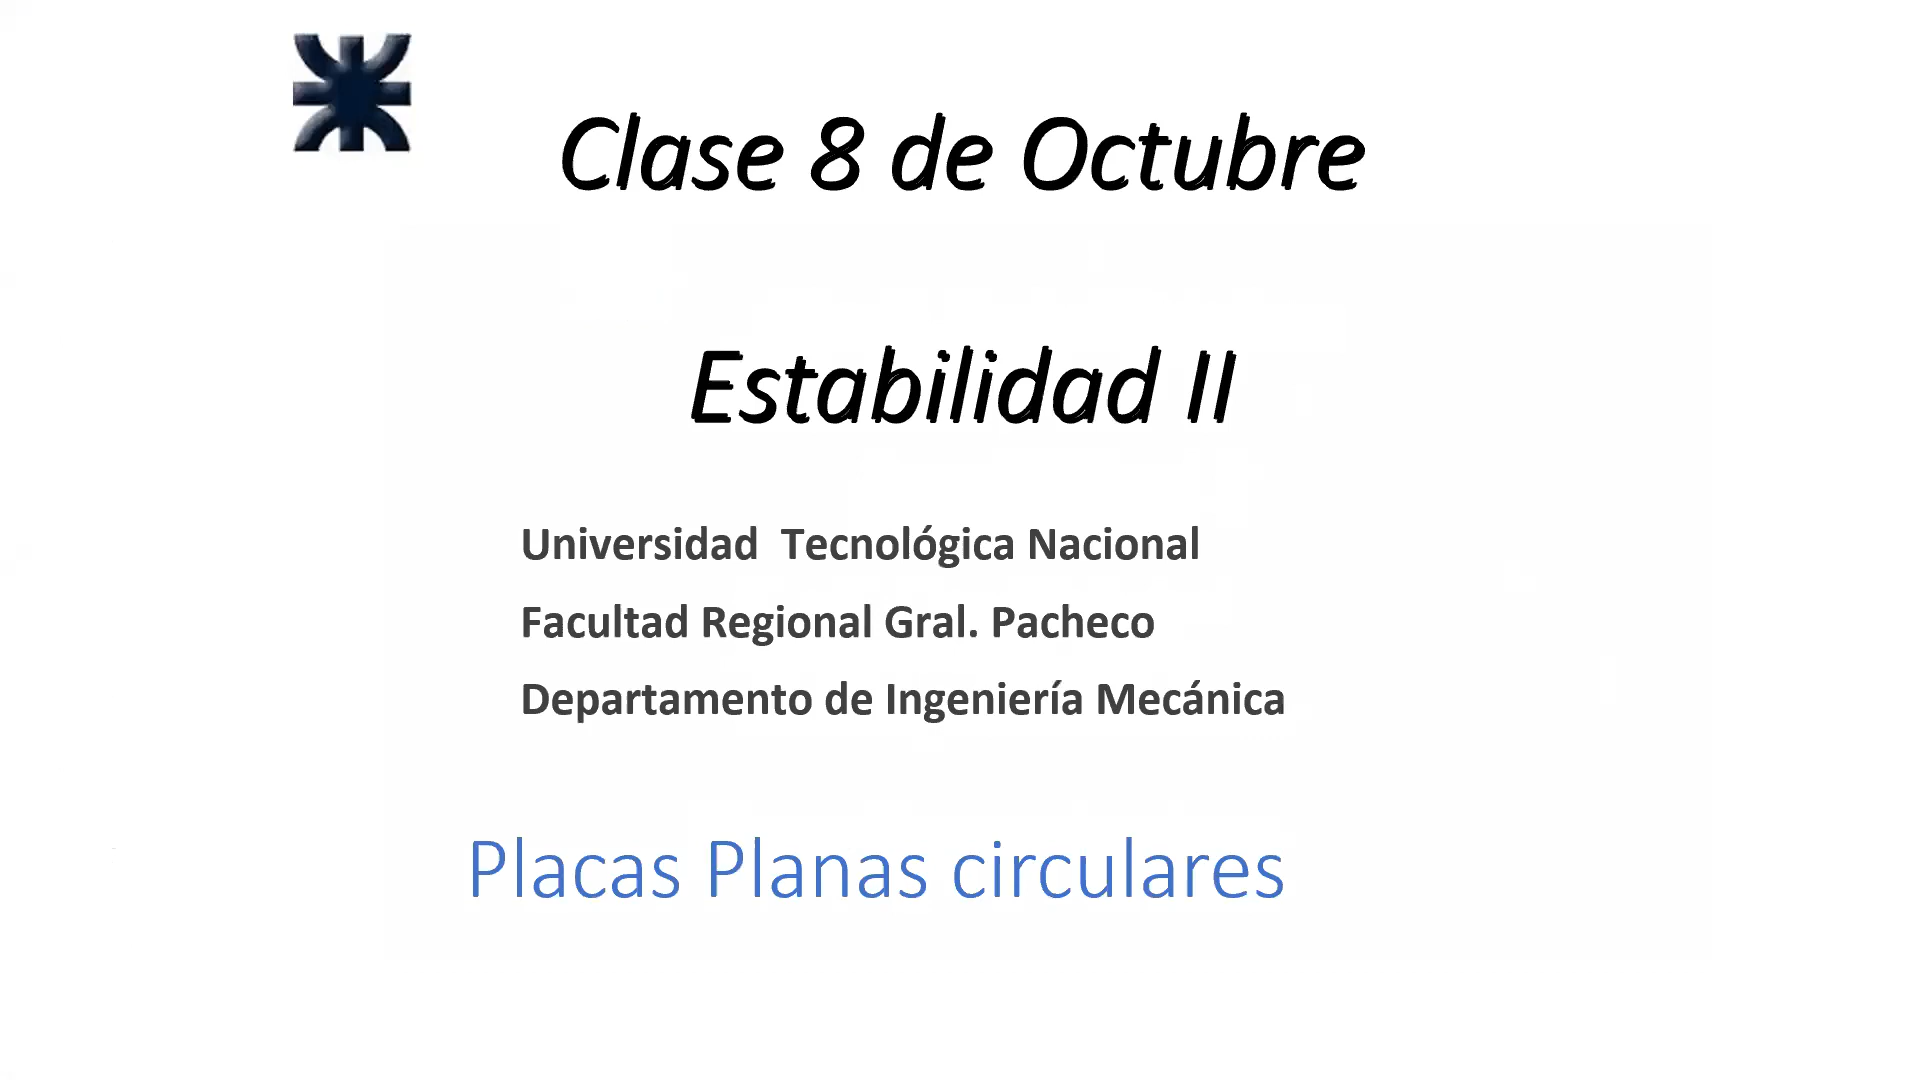 Clase 8 de Octubre
Estabilidad II
Universidad Tecnológica Nacional
Facultad Regional Gral. Pacheco
Departamento de Ingeniería Mecánica
Placas Planas circulares